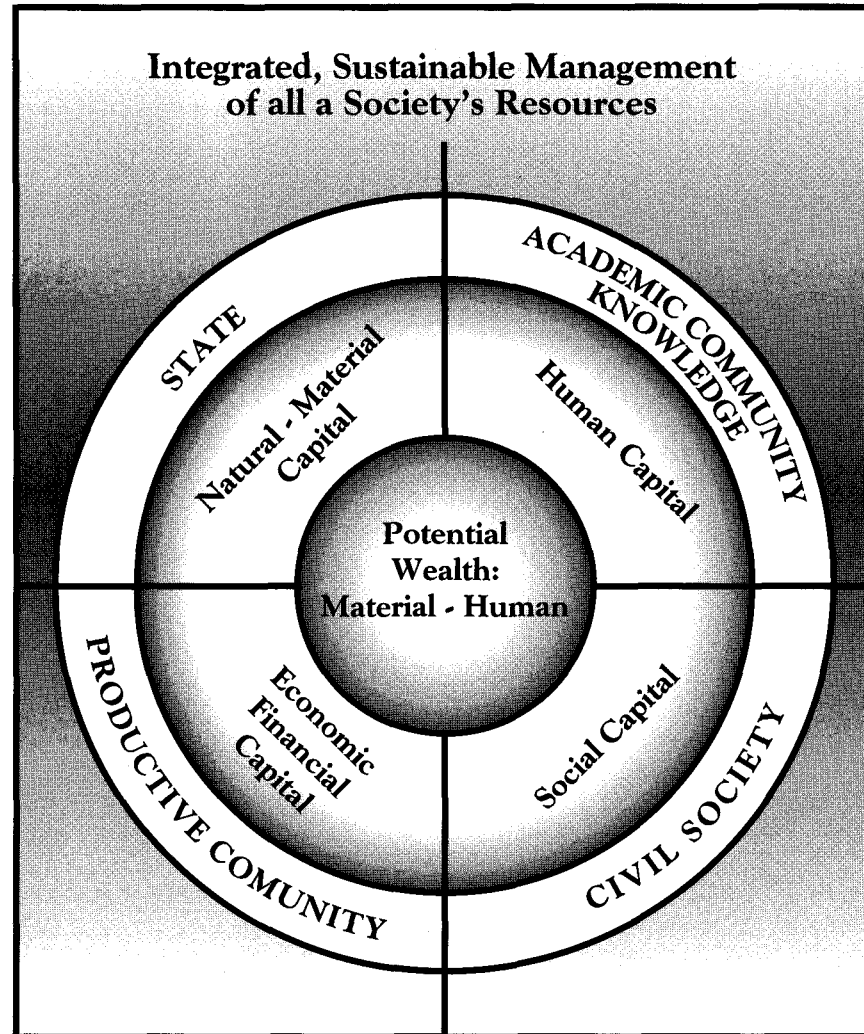 Integrated, Sustainable Management
of all a Society's Resources
STATE
ACADEMIC COMMUNITY
KNOWLEDGE
Natural - Material
Capital
Human Capital
Potential
Wealth:
Material - Human
Economic
Financial
Capital
Social Capital
PRODUCTIVE COMUNITY
CIVIL SOCIETY